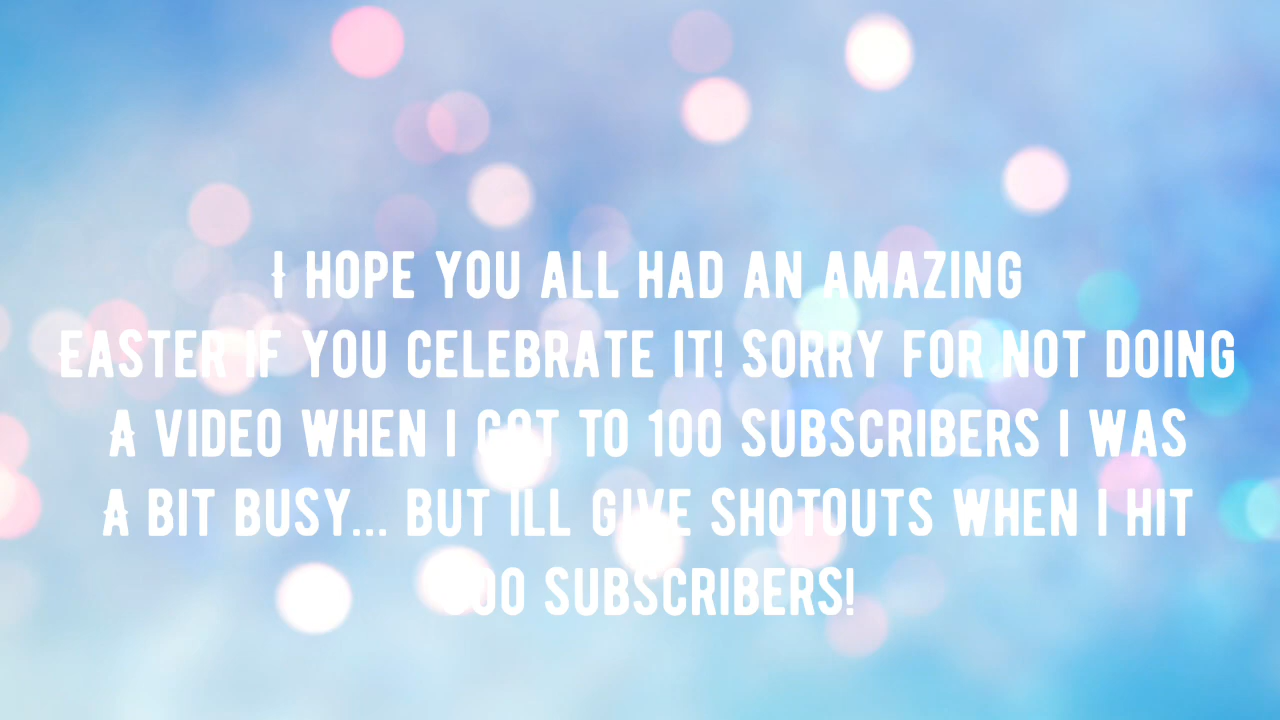 I HOPE YOU ALL HAD AN AMAZING
EASTER IF YOU CELEBRATE IT! SORRY FOR NOT DOING
A VIDEO WHEN I GOT TO 100 SUBSCRIBERS I WAS
A BIT BUSY... BUT ILL GIVE SHOTOUTS WHEN I HIT
SUBSCRIBERS!